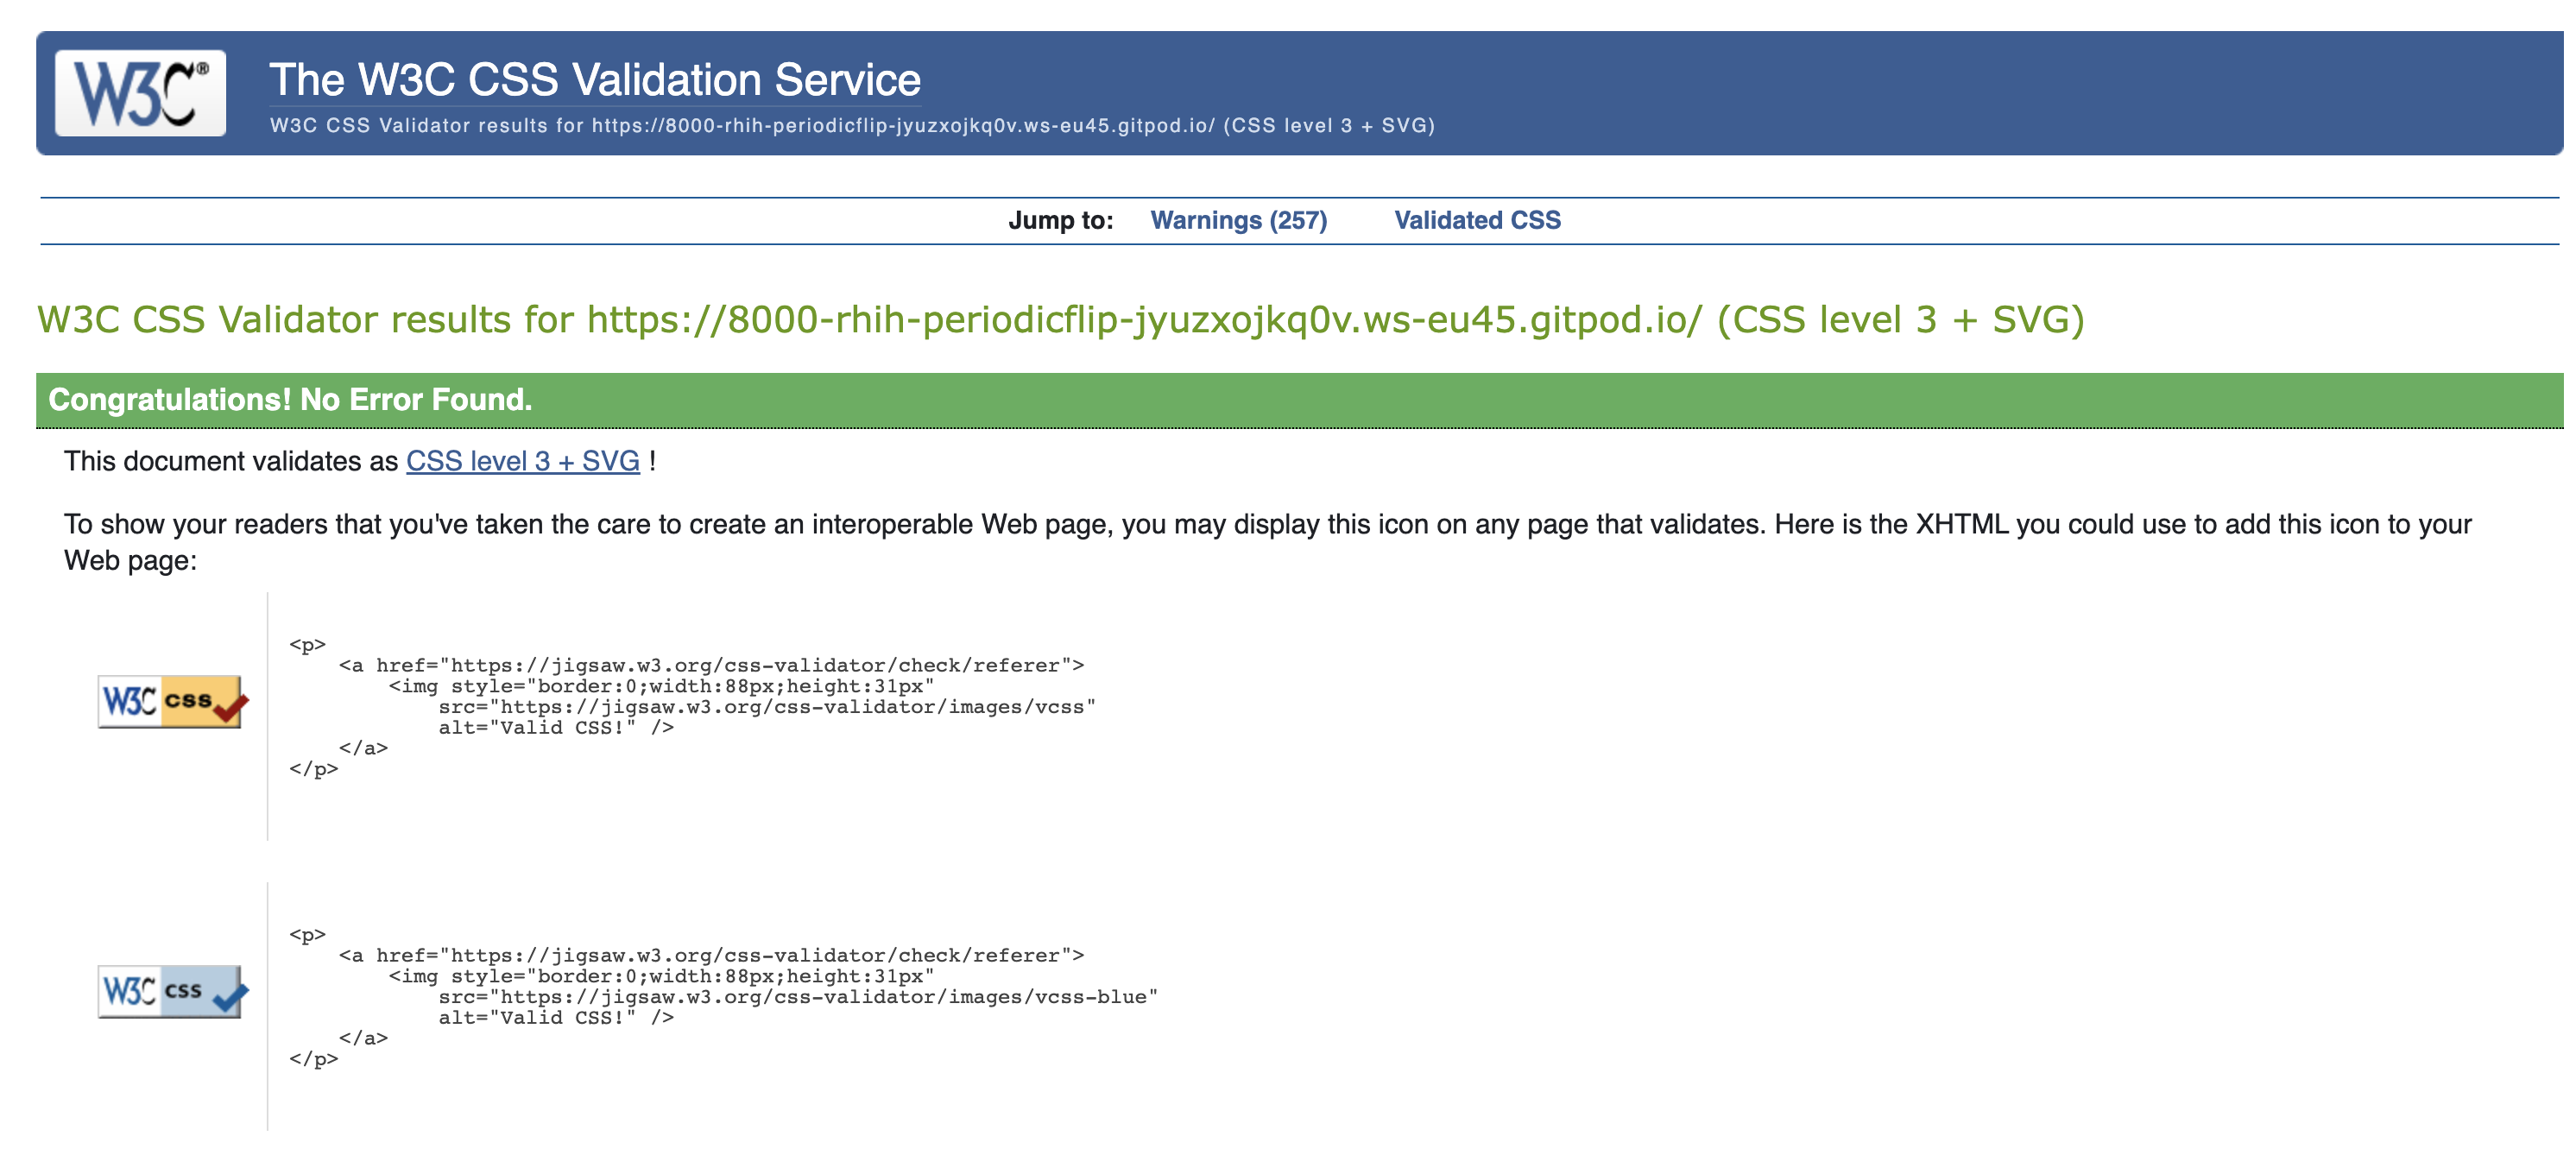 W3C®
The W3C CSS Validation Service
W3C CSS Validator results for https://8000-rhih-periodicflip-jyuzxojkq0v.ws-eu45.gitpod.io/ (CSS level 3 + SVG)
Jump to: Warnings (257) Validated CSS
W3C CSS Validator results for https://8000-rhih-periodicflip-jyuzxojkq0v.ws-eu45.gitpod.io/ (CSS level 3 + SVG)
Congratulations! No Error Found.
This document validates as CSS level 3 + SVG !
To show your readers that you've taken the care to create an interoperable Web page, you may display this icon on any page that validates. Here is the XHTML you could use to add this icon to your
Web page:
W3C css
<p>
<a href="https://jigsaw.w3.org/css-validator/check/referer">
<img style="border:0;width:88px;height:31px"
src="https://jigsaw.w3.org/css-validator/images/vcss"
alt="Valid CSS!" />
</a>
</p>
W3C css
<p>
<a href="https://jigsaw.w3.org/css-validator/check/referer">
<img style="border:0;width:88px;height:31px"
src="https://jigsaw.w3.org/css-validator/images/vcss-blue"
alt="Valid CSS!" />
</a>
</p>